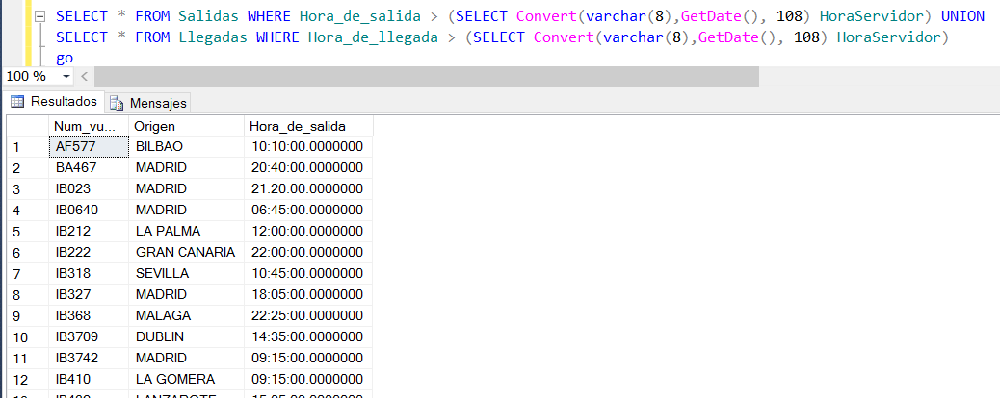 SELECT * FROM Salidas WHERE Hora_de_salida > (SELECT Convert(varchar(8),GetDate(), 108) HoraServidor) UNION
SELECT * FROM Llegadas WHERE Hora_de_llegada > (SELECT Convert(varchar(8),GetDate(), 108) HoraServidor)
go
100 %
Resultados Mensajes
Num_vu... Origen Hora_de_salida
1 AF577 BILBAO 10:10:00.0000000
2 BA467 MADRID 20:40:00.0000000
3 IB023 MADRID 21:20:00.0000000
4 IB0640 MADRID 06:45:00.0000000
5 IB212 LA PALMA 12:00:00.0000000
6 IB222 GRAN CANARIA 22:00:00.0000000
7 IB318 SEVILLA 10:45:00.0000000
8 IB327 MADRID 18:05:00.0000000
9 IB368 MALAGA 22:25:00.0000000
10 IB3709 DUBLIN 14:35:00.0000000
11 IB3742 MADRID 09:15:00.0000000
12 IB410 LA GOMERA 09:15:00.0000000